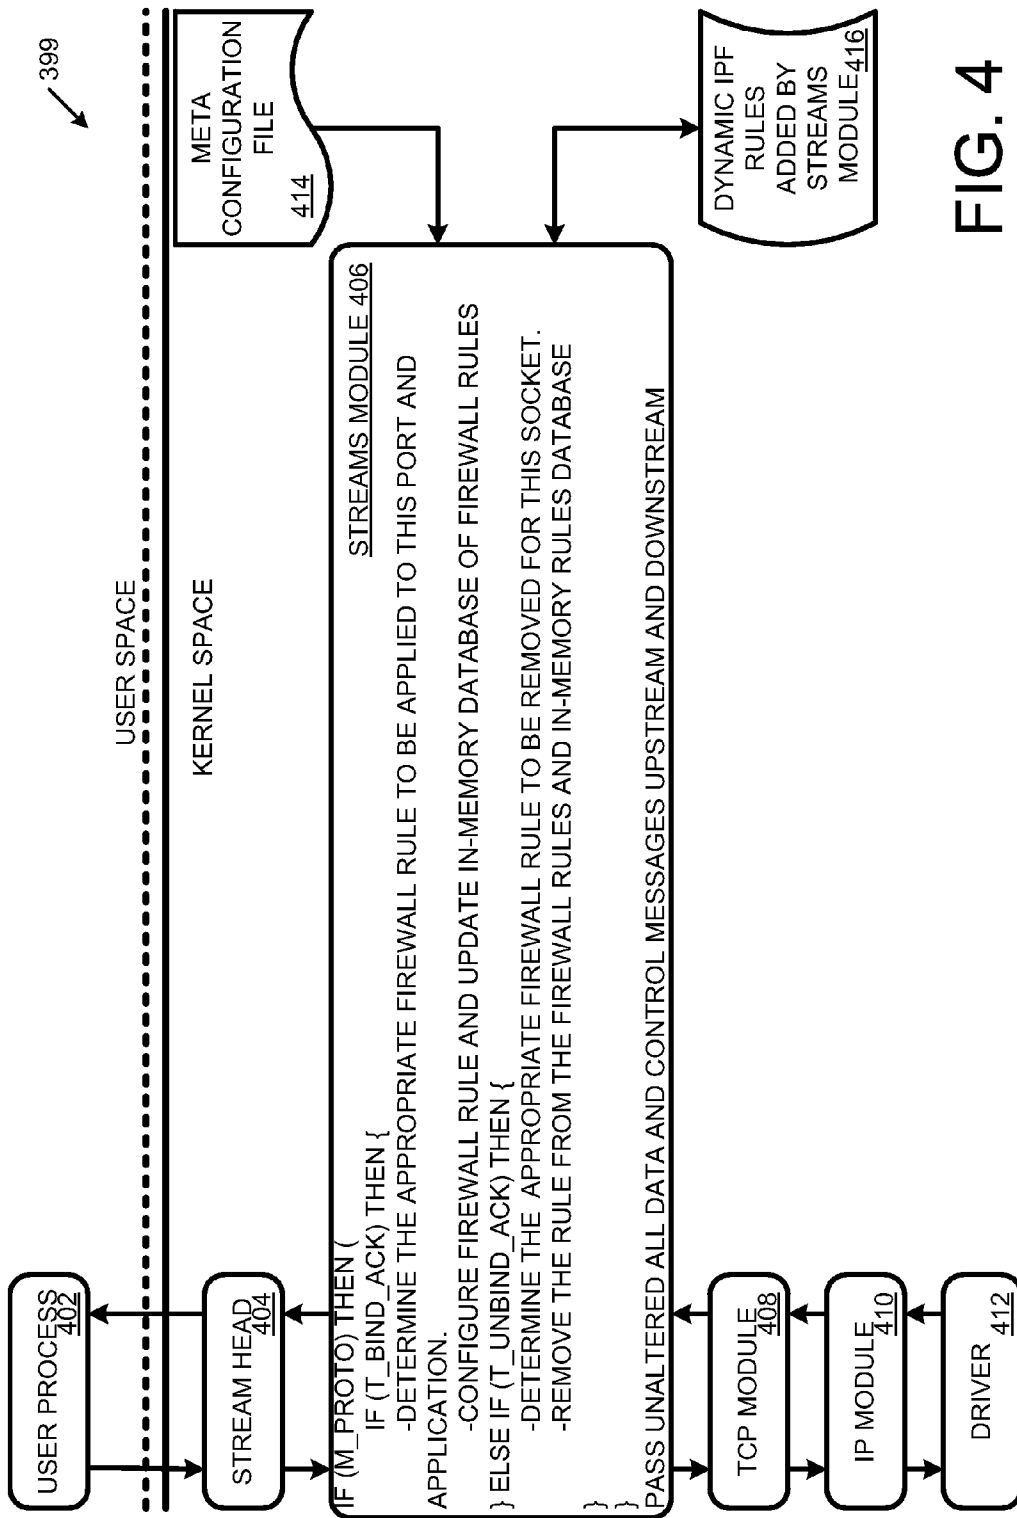 399
USER SPACE
KERNEL SPACE
USER PROCESS
402
STREAM HEAD
404
META
CONFIGURATION
FILE
414
STREAMS MODULE 406
IF (M_PROTO) THEN (
IF (T_BIND_ACK) THEN {
-DETERMINE THE APPROPRIATE FIREWALL RULE TO BE APPLIED TO THIS PORT AND
APPLICATION.
-CONFIGURE FIREWALL RULE AND UPDATE IN-MEMORY DATABASE OF FIREWALL RULES
} ELSE IF (T_UNBIND_ACK) THEN {
-DETERMINE THE APPROPRIATE FIREWALL RULE TO BE REMOVED FOR THIS SOCKET.
-REMOVE THE RULE FROM THE FIREWALL RULES AND IN-MEMORY RULES DATABASE
}
}
PASS UNALTERED ALL DATA AND CONTROL MESSAGES UPSTREAM AND DOWNSTREAM
TCP MODULE
408
IP MODULE
410
DRIVER
412
DYNAMIC IPF
RULES
ADDED BY
STREAMS
MODULE 416
FIG. 4